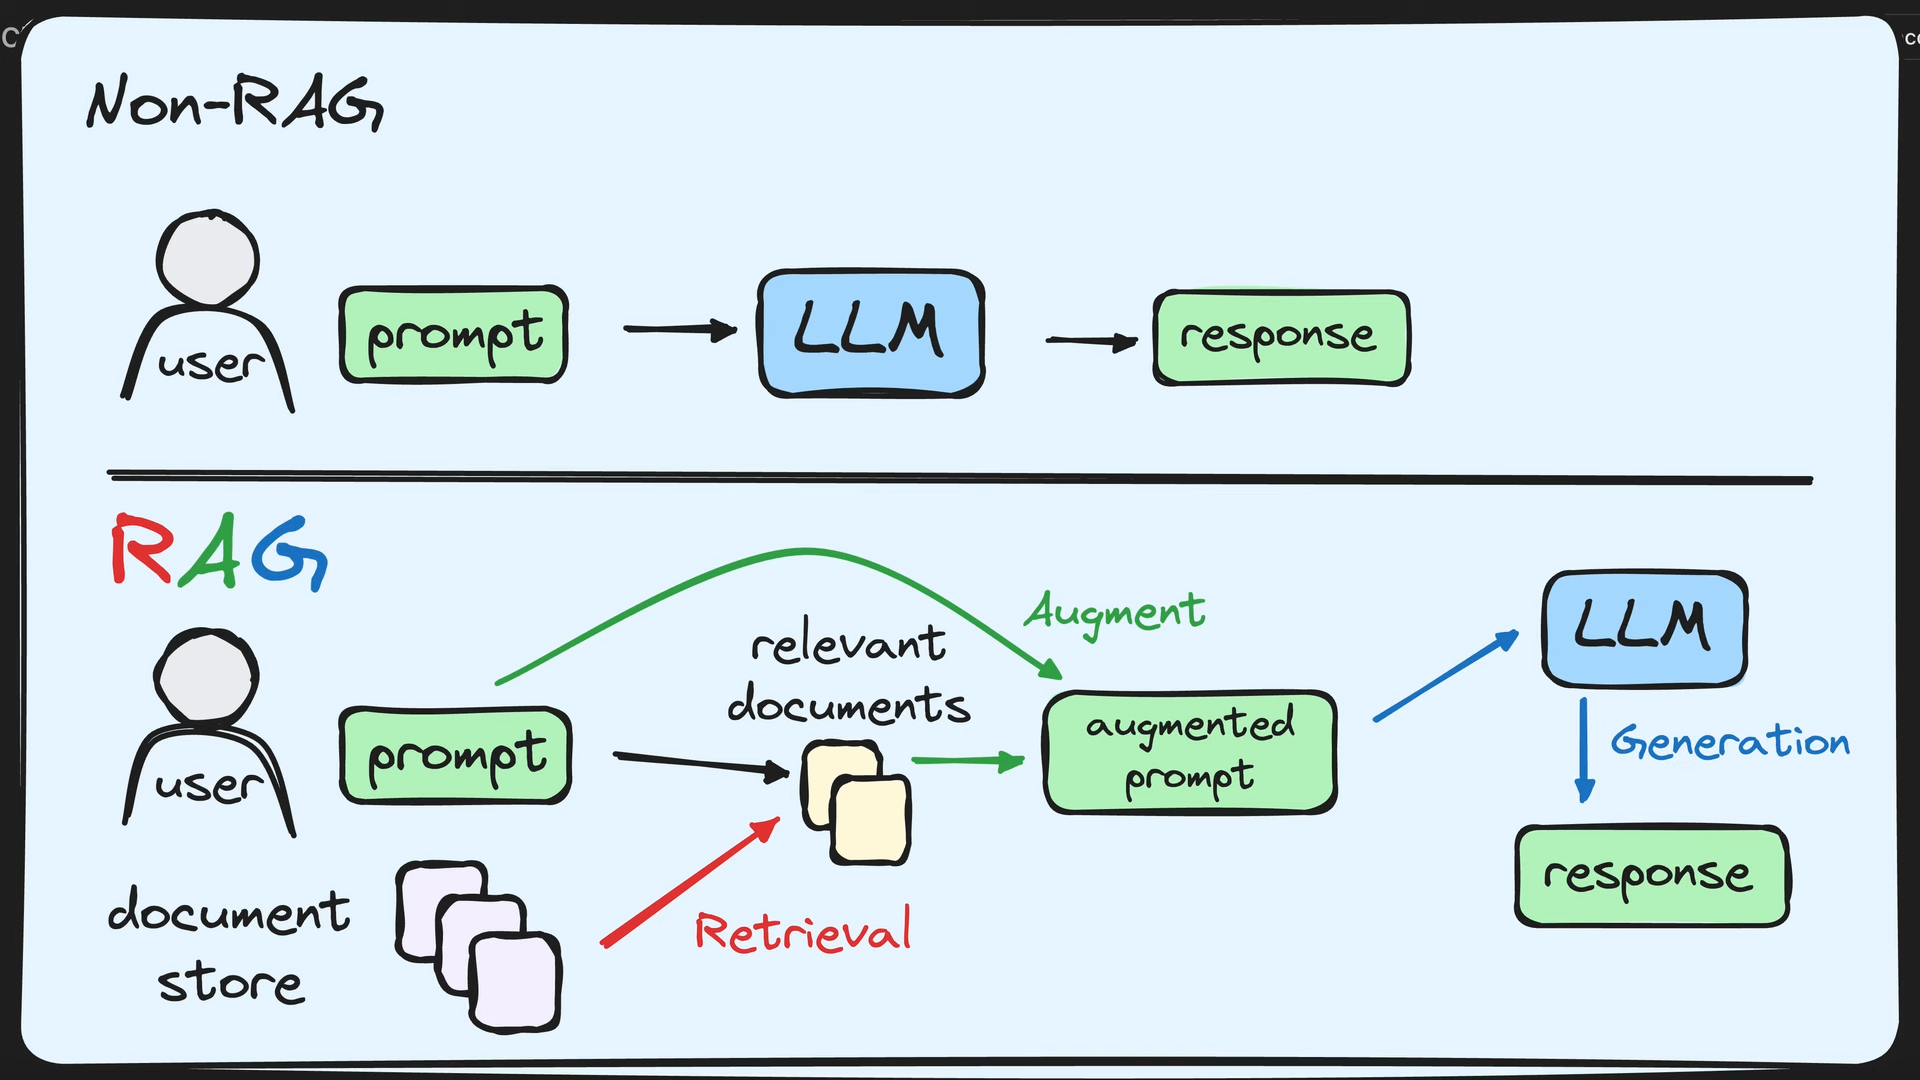 Non-RAG
user
prompt
LLM
response
RAG
Augment
relevant
documents
LLM
augmented
prompt
prompt
user
Generation
response
document
store
Retrieval